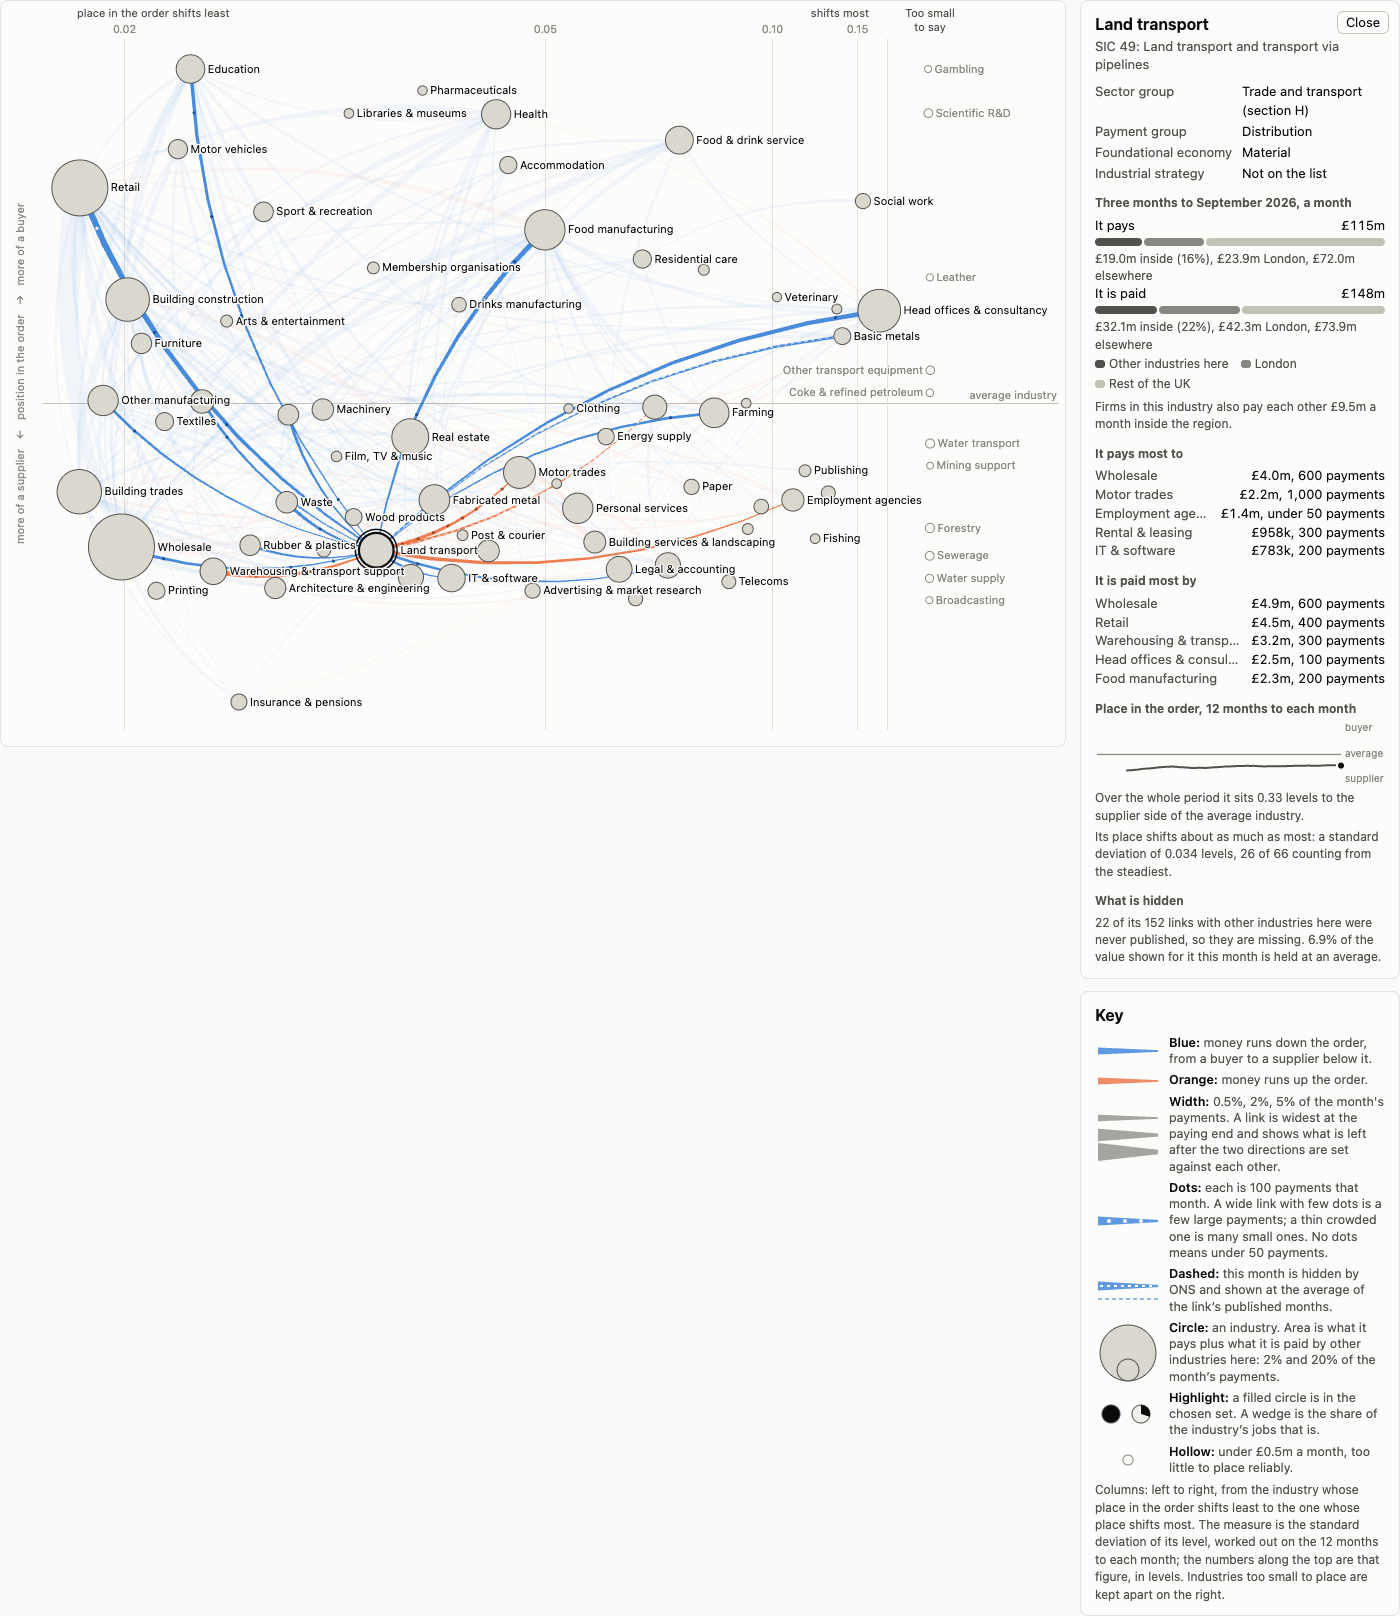 place in the order shifts least
shifts most
Too small
to say
0.02
0.05
0.10
0.15
more of a supplier ← position in the order → more of a buyer
Education
Gambling
Pharmaceuticals
Libraries & museums
Health
Scientific R&D
Food & drink service
Motor vehicles
Accommodation
Retail
Social work
Sport & recreation
Food manufacturing
Residential care
Membership organisations
Leather
Building construction
Drinks manufacturing
Veterinary
Head offices & consultancy
Arts & entertainment
Furniture
Basic metals
Other transport equipment
Coke & refined petroleum
average industry
Other manufacturing
Machinery
Clothing
Farming
Textiles
Real estate
Energy supply
Water transport
Film, TV & music
Mining support
Motor trades
Publishing
Building trades
Paper
Waste
Fabricated metal
Employment agencies
Personal services
Wood products
Forestry
Post & courier
Fishing
Wholesale
Rubber & plastics
Land transport
Building services & landscaping
Sewerage
Warehousing & transport support
IT & software
Legal & accounting
Water supply
Telecoms
Printing
Architecture & engineering
Advertising & market research
Broadcasting
Insurance & pensions
Land transport
Close
SIC 49: Land transport and transport via
pipelines
Sector group Trade and transport
(section H)
Payment group Distribution
Foundational economy Material
Industrial strategy Not on the list
Three months to September 2026, a month
It pays £115m
£19.0m inside (16%), £23.9m London, £72.0m
elsewhere
It is paid £148m
£32.1m inside (22%), £42.3m London, £73.9m
elsewhere
Other industries here London
Rest of the UK
Firms in this industry also pay each other £9.5m a
month inside the region.
It pays most to
Wholesale £4.0m, 600 payments
Motor trades £2.2m, 1,000 payments
Employment age... £1.4m, under 50 payments
Rental & leasing £958k, 300 payments
IT & software £783k, 200 payments
It is paid most by
Wholesale £4.9m, 600 payments
Retail £4.5m, 400 payments
Warehousing & transp... £3.2m, 300 payments
Head offices & consul... £2.5m, 100 payments
Food manufacturing £2.3m, 200 payments
Place in the order, 12 months to each month
buyer
average
supplier
Over the whole period it sits 0.33 levels to the
supplier side of the average industry.
Its place shifts about as much as most: a standard
deviation of 0.034 levels, 26 of 66 counting from
the steadiest.
What is hidden
22 of its 152 links with other industries here were
never published, so they are missing. 6.9% of the
value shown for it this month is held at an average.
Key
Blue: money runs down the order,
from a buyer to a supplier below it.
Orange: money runs up the order.
Width: 0.5%, 2%, 5% of the month's
payments. A link is widest at the
paying end and shows what is left
after the two directions are set
against each other.
Dots: each is 100 payments that
month. A wide link with few dots is a
few large payments; a thin crowded
one is many small ones. No dots
means under 50 payments.
Dashed: this month is hidden by
ONS and shown at the average of
the link's published months.
Circle: an industry. Area is what it
pays plus what it is paid by other
industries here: 2% and 20% of the
month's payments.
Highlight: a filled circle is in the
chosen set. A wedge is the share of
the industry's jobs that is.
Hollow: under £0.5m a month, too
little to place reliably.
Columns: left to right, from the industry whose
place in the order shifts least to the one whose
place shifts most. The measure is the standard
deviation of its level, worked out on the 12 months
to each month; the numbers along the top are that
figure, in levels. Industries too small to place are
kept apart on the right.